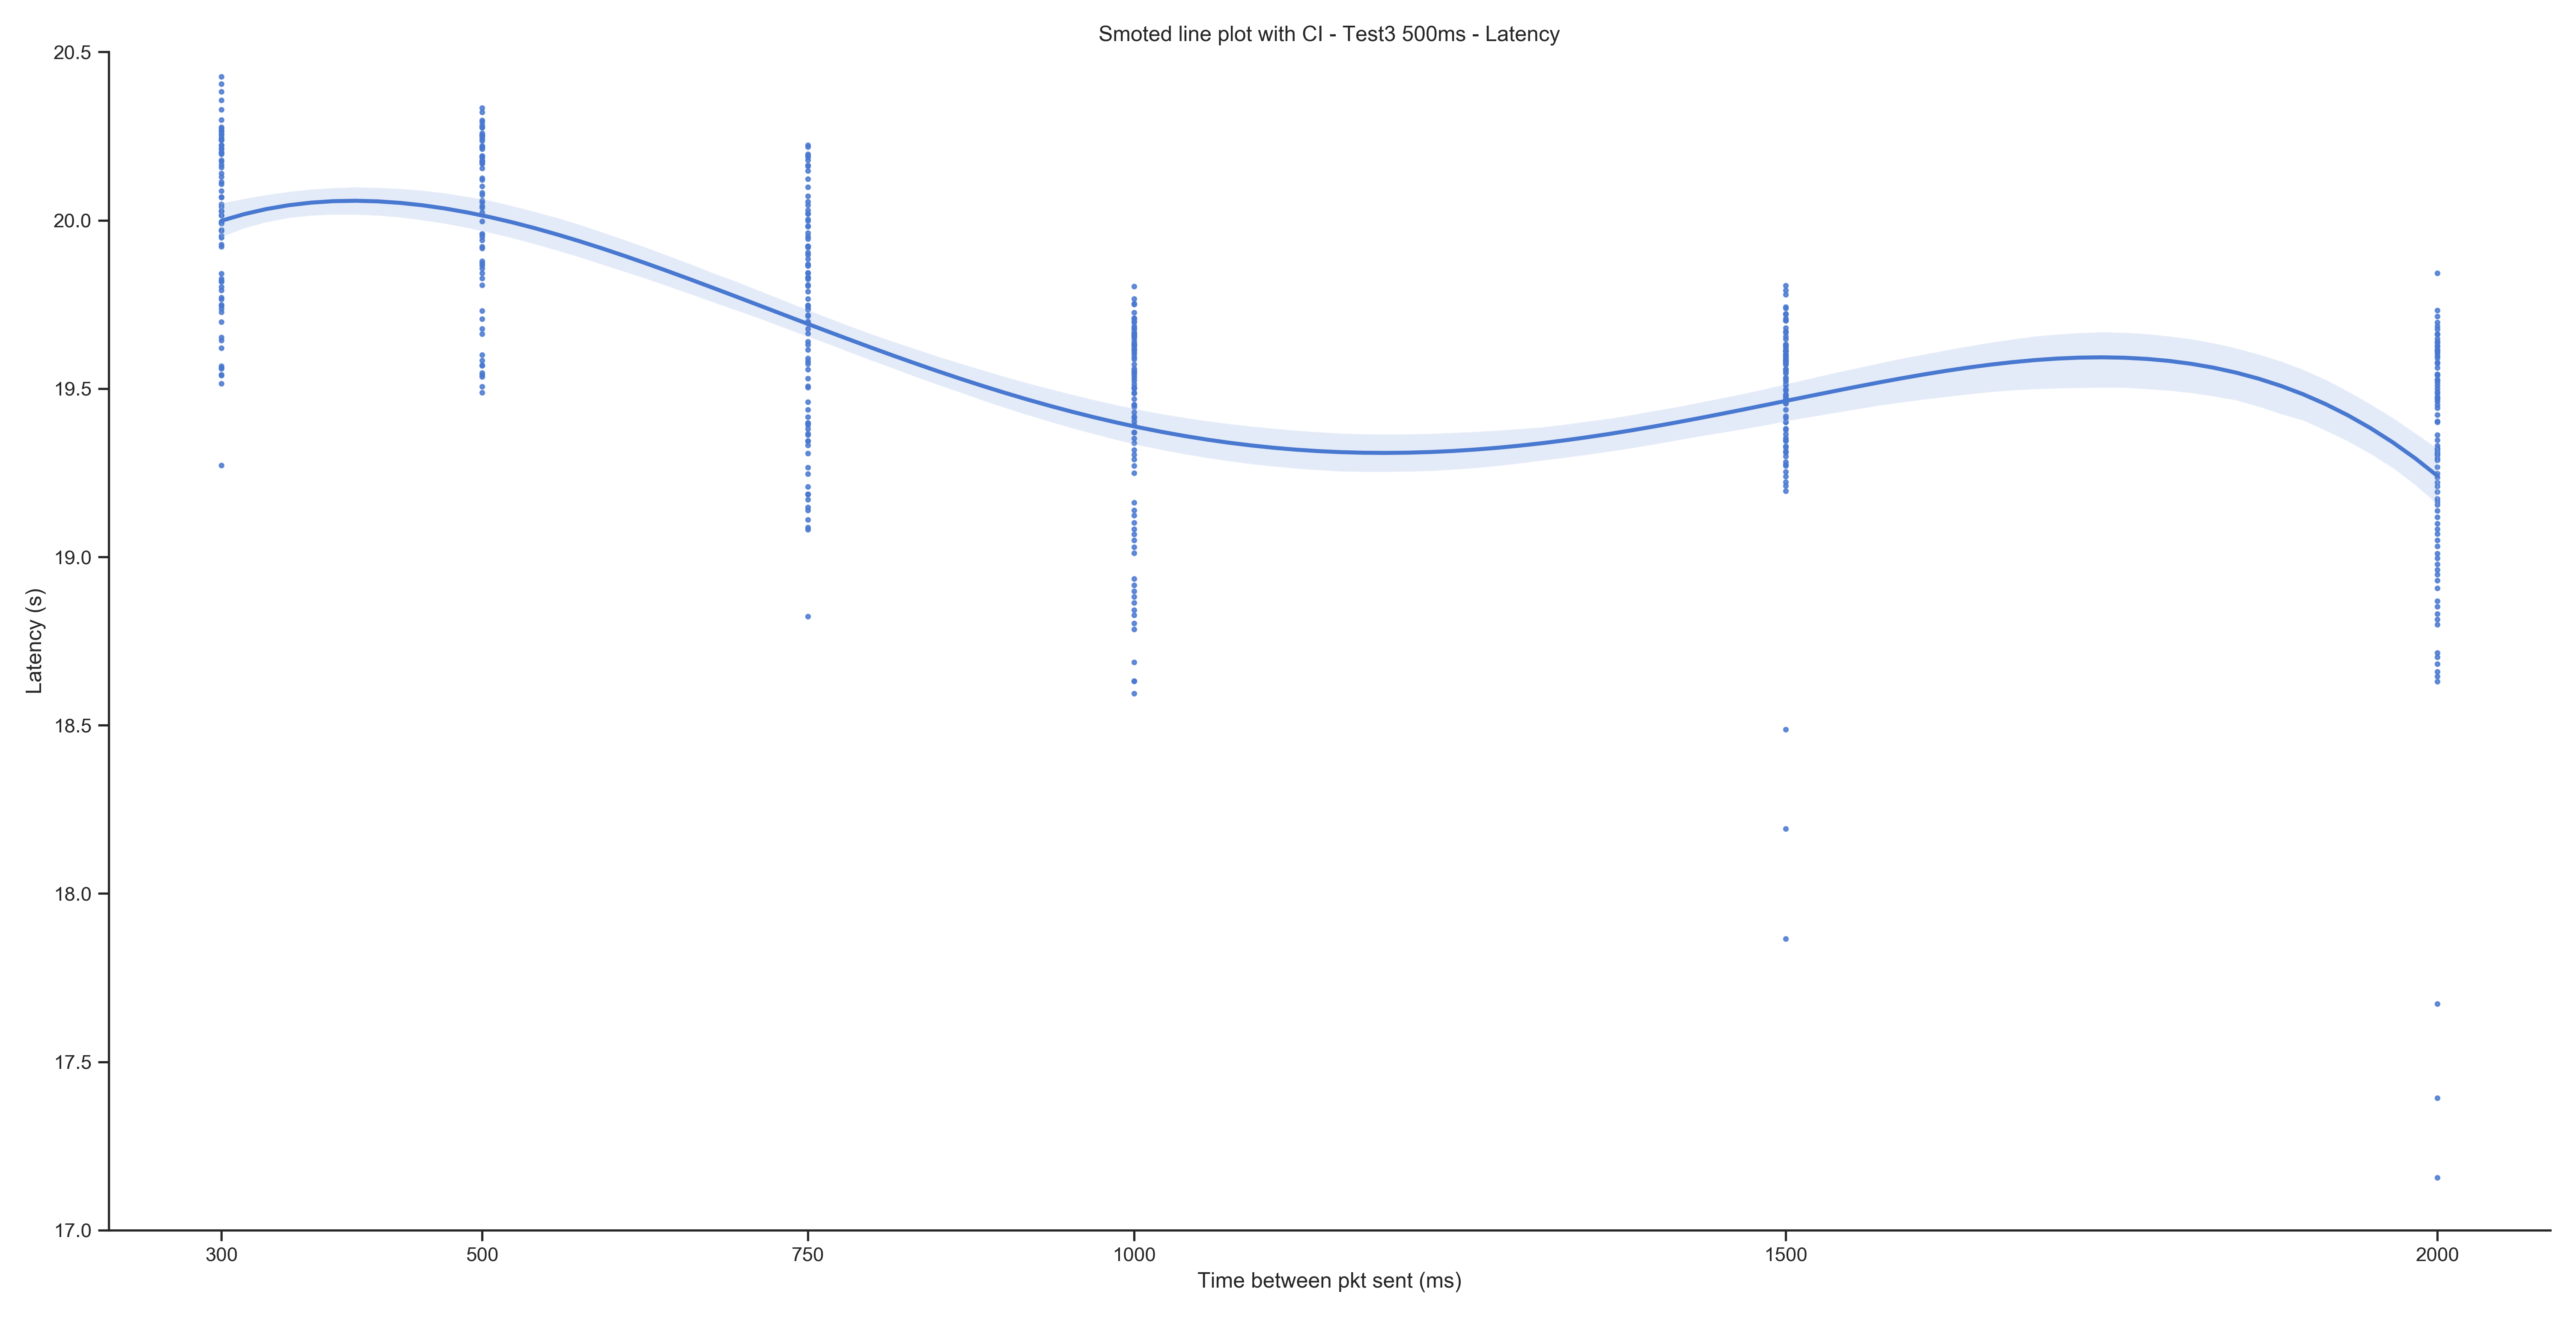 Smoted line plot with CI - Test3 500ms - Latency
20.5
20.0
19.5
19.0
18.5
18.0
17.5
17.0
Latency (s)
300 500 750 1000 1500 2000
Time between pkt sent (ms)